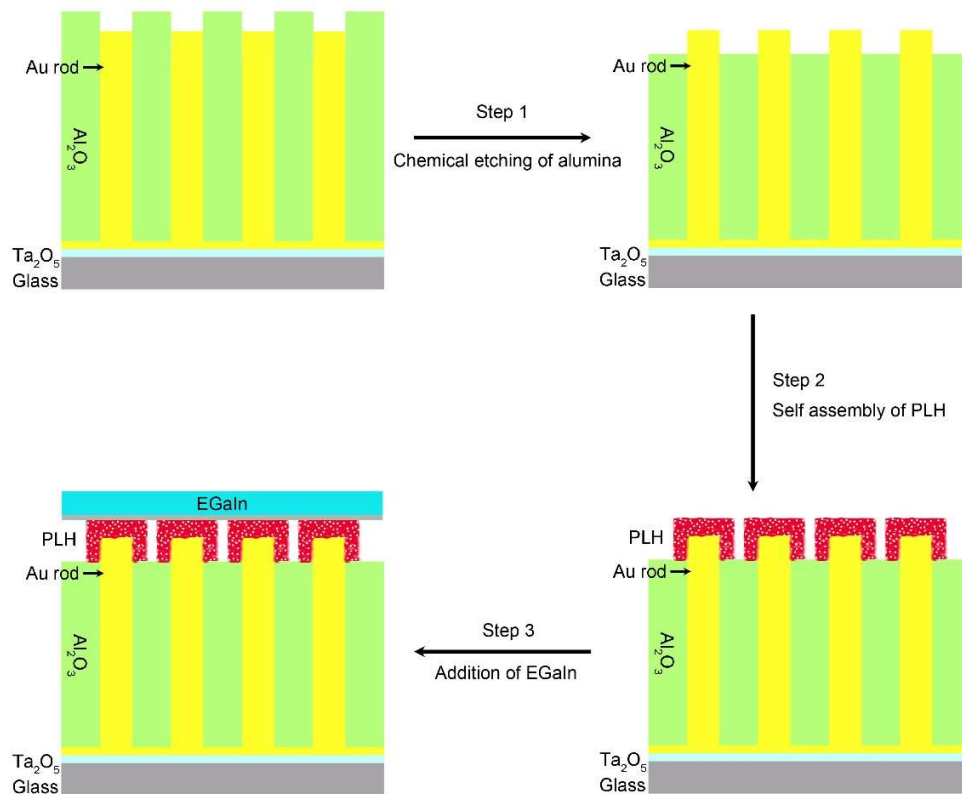 Au rod
Al₂O₃
Ta₂O₅
Glass
Step 1
Chemical etching of alumina
Au rod
Al₂O₃
Ta₂O₅
Glass
Step 2
Self assembly of PLH
PLH
Au rod
Al₂O₃
Ta₂O₅
Glass
Step 3
Addition of EGaIn
EGaIn
PLH
Au rod
Al₂O₃
Ta₂O₅
Glass